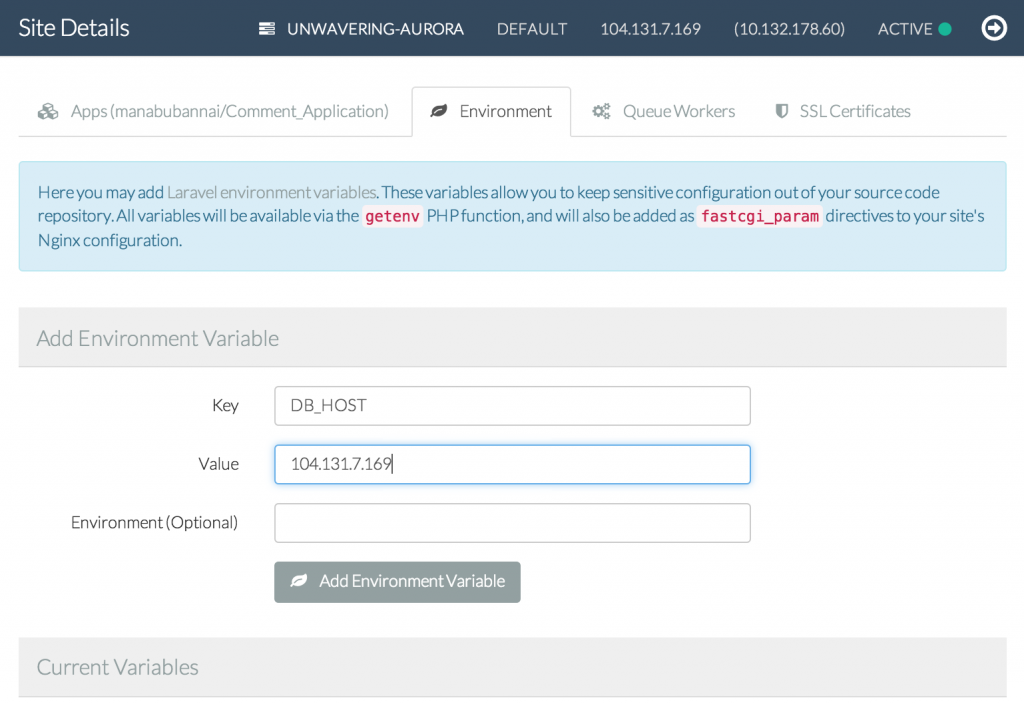 Site Details UNWAVERING-AURORA DEFAULT 104.131.7.169 (10.132.178.60) ACTIVE
Apps (manabubannai/Comment_Application) Environment Queue Workers SSL Certificates
Here you may add Laravel environment variables. These variables allow you to keep sensitive configuration out of your source code
repository. All variables will be available via the getenv PHP function, and will also be added as fastcgi_param directives to your site's
Nginx configuration.
Add Environment Variable
Key DB_HOST
Value 104.131.7.169
Environment (Optional)
Add Environment Variable
Current Variables